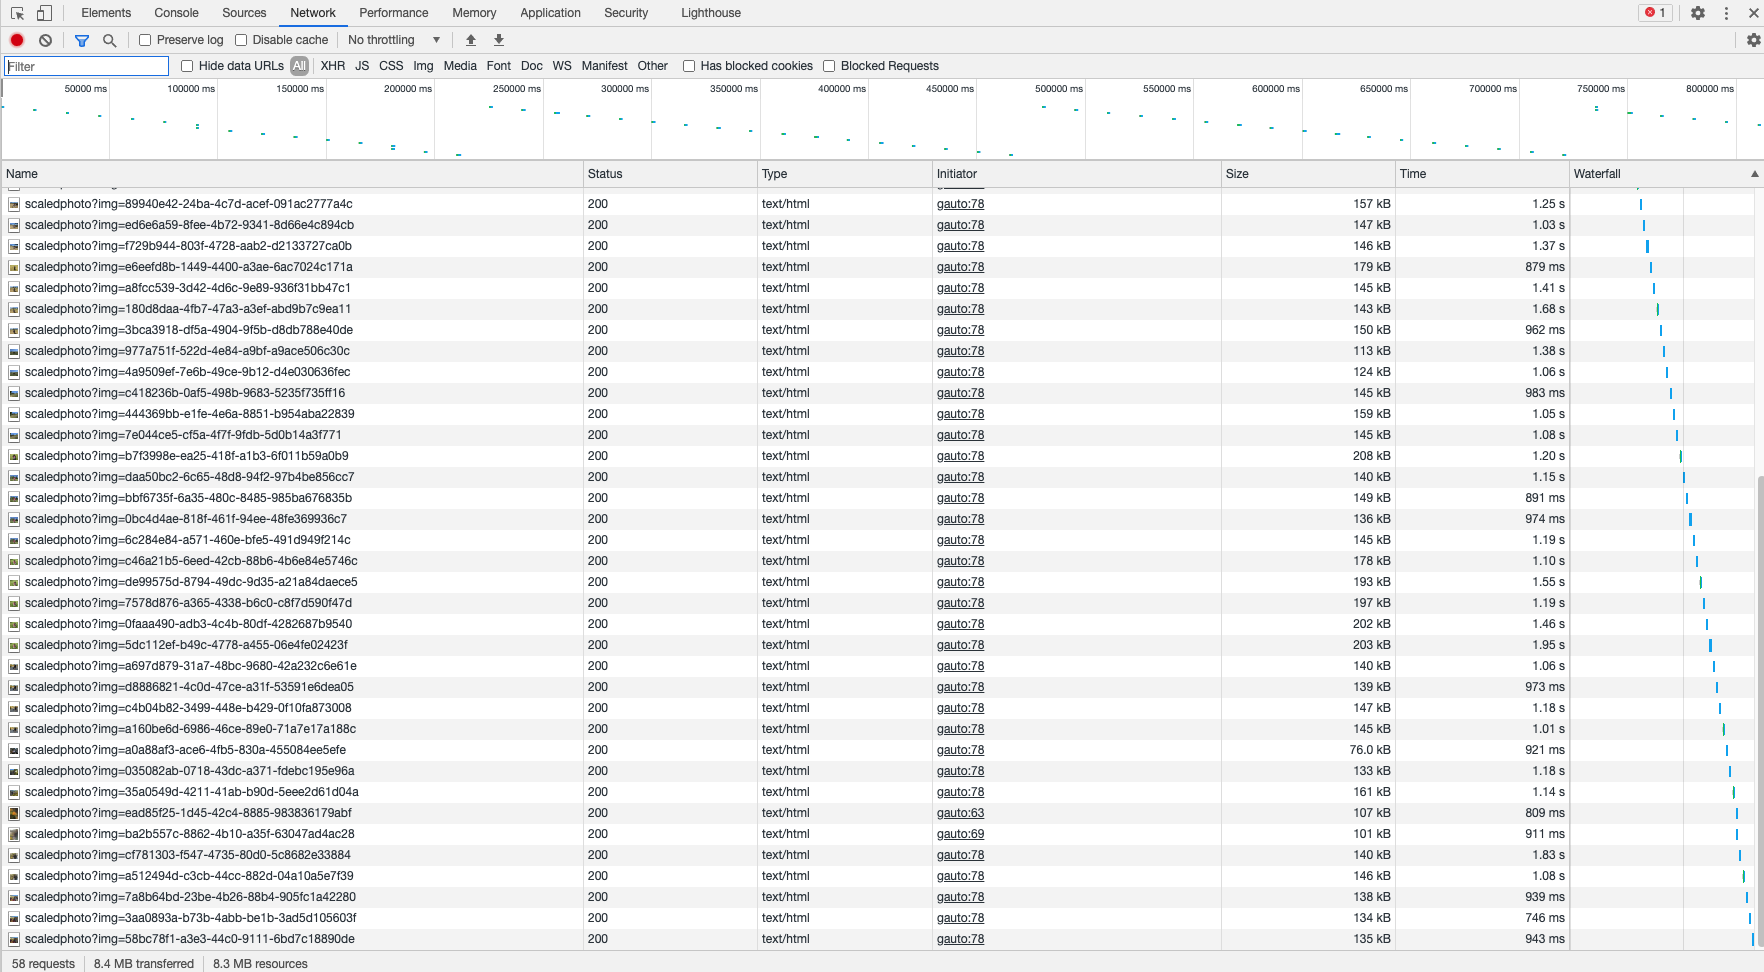 Elements Console Sources Network Performance Memory Application Security Lighthouse 1
Preserve log Disable cache No throttling
Filter Hide data URLs All XHR JS CSS Img Media Font Doc WS Manifest Other Has blocked cookies Blocked Requests
50000 ms 100000 ms 150000 ms 200000 ms 250000 ms 300000 ms 350000 ms 400000 ms 450000 ms 500000 ms 550000 ms 600000 ms 650000 ms 700000 ms 750000 ms 800000 ms
Name Status Type Initiator Size Time Waterfall
scaledphoto?img=89940e42-24ba-4c7d-acef-091ac2777a4c 200 text/html gauto:78 157 kB 1.25 s
scaledphoto?img=ed6e6a59-8fee-4b72-9341-8d66e4c894cb 200 text/html gauto:78 147 kB 1.03 s
scaledphoto?img=f729b944-803f-4728-aab2-d2133727ca0b 200 text/html gauto:78 146 kB 1.37 s
scaledphoto?img=e6eefd8b-1449-4400-a3ae-6ac7024c171a 200 text/html gauto:78 179 kB 879 ms
scaledphoto?img=a8fcc539-3d42-4d6c-9e89-936f31bb47c1 200 text/html gauto:78 145 kB 1.41 s
scaledphoto?img=180d8daa-4fb7-47a3-a3ef-abd9b7c9ea11 200 text/html gauto:78 143 kB 1.68 s
scaledphoto?img=3bca3918-df5a-4904-9f5b-d8db788e40de 200 text/html gauto:78 150 kB 962 ms
scaledphoto?img=977a751f-522d-4e84-a9bf-a9ace506c30c 200 text/html gauto:78 113 kB 1.38 s
scaledphoto?img=4a9509ef-7e6b-49ce-9b12-d4e030636fec 200 text/html gauto:78 124 kB 1.06 s
scaledphoto?img=c418236b-0af5-498b-9683-5235f735ff16 200 text/html gauto:78 145 kB 983 ms
scaledphoto?img=444369bb-e1fe-4e6a-8851-b954aba22839 200 text/html gauto:78 159 kB 1.05 s
scaledphoto?img=7e044ce5-cf5a-4f7f-9fdb-5d0b14a3f771 200 text/html gauto:78 145 kB 1.08 s
scaledphoto?img=b7f3998e-ea25-418f-a1b3-6f011b59a0b9 200 text/html gauto:78 208 kB 1.20 s
scaledphoto?img=daa50bc2-6c65-48d8-94f2-97b4be856cc7 200 text/html gauto:78 140 kB 1.15 s
scaledphoto?img=bbf6735f-6a35-480c-8485-985ba676835b 200 text/html gauto:78 149 kB 891 ms
scaledphoto?img=0bc4d4ae-818f-461f-94ee-48fe369936c7 200 text/html gauto:78 136 kB 974 ms
scaledphoto?img=6c284e84-a571-460e-bfe5-491d949f214c 200 text/html gauto:78 145 kB 1.19 s
scaledphoto?img=c46a21b5-6eed-42cb-88b6-4b6e84e5746c 200 text/html gauto:78 178 kB 1.10 s
scaledphoto?img=de99575d-8794-49dc-9d35-a21a84daece5 200 text/html gauto:78 193 kB 1.55 s
scaledphoto?img=7578d876-a365-4338-b6c0-c8f7d590f47d 200 text/html gauto:78 197 kB 1.19 s
scaledphoto?img=0faaa490-adb3-4c4b-80df-4282687b9540 200 text/html gauto:78 202 kB 1.46 s
scaledphoto?img=5dc112ef-b49c-4778-a455-06e4fe02423f 200 text/html gauto:78 203 kB 1.95 s
scaledphoto?img=a697d879-31a7-48bc-9680-42a232c6e61e 200 text/html gauto:78 140 kB 1.06 s
scaledphoto?img=d8886821-4c0d-47ce-a31f-53591e6dea05 200 text/html gauto:78 139 kB 973 ms
scaledphoto?img=c4b04b82-3499-448e-b429-0f10fa873008 200 text/html gauto:78 147 kB 1.18 s
scaledphoto?img=a160be6d-6986-46ce-89e0-71a7e17a188c 200 text/html gauto:78 145 kB 1.01 s
scaledphoto?img=a0a88af3-ace6-4fb5-830a-455084ee5efe 200 text/html gauto:78 76.0 kB 921 ms
scaledphoto?img=035082ab-0718-43dc-a371-fdebc195e96a 200 text/html gauto:78 133 kB 1.18 s
scaledphoto?img=35a0549d-4211-41ab-b90d-5eee2d61d04a 200 text/html gauto:78 161 kB 1.14 s
scaledphoto?img=ead85f25-1d45-42c4-8885-983836179abf 200 text/html gauto:63 107 kB 809 ms
scaledphoto?img=ba2b557c-8862-4b10-a35f-63047ad4ac28 200 text/html gauto:69 101 kB 911 ms
scaledphoto?img=cf781303-f547-4735-80d0-5c8682e33884 200 text/html gauto:78 140 kB 1.83 s
scaledphoto?img=a512494d-c3cb-44cc-882d-04a10a5e7f39 200 text/html gauto:78 146 kB 1.08 s
scaledphoto?img=7a8b64bd-23be-4b26-88b4-905fc1a42280 200 text/html gauto:78 138 kB 939 ms
scaledphoto?img=3aa0893a-b73b-4abb-be1b-3ad5d105603f 200 text/html gauto:78 134 kB 746 ms
scaledphoto?img=58bc78f1-a3e3-44c0-9111-6bd7c18890de 200 text/html gauto:78 135 kB 943 ms
58 requests 8.4 MB transferred 8.3 MB resources